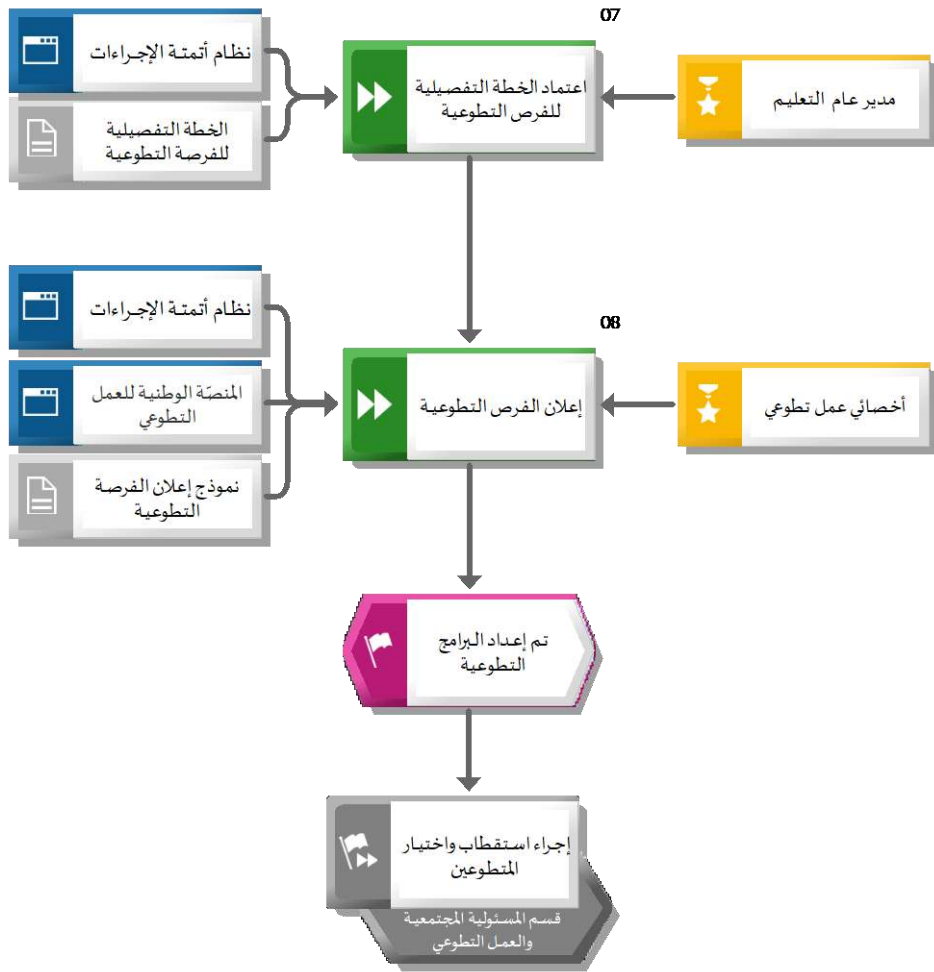 07
مدير عام التعليم
اعتماد الخطة التفصيلية
للفرص التطوعية
نظام أتمتة الإجراءات
الخطة التفصيلية
للفرصة التطوعية
08
أخصائي عمل تطوعي
إعلان الفرص التطوعية
نظام أتمتة الإجراءات
المنصّة الوطنية للعمل
التطوعي
نموذج إعلان الفرصة
التطوعية
تم إعداد البرامج
التطوعية
إجراء استقطاب واختيار
المتطوعين
قسم المسئولية المجتمعية
والعمل التطوعي